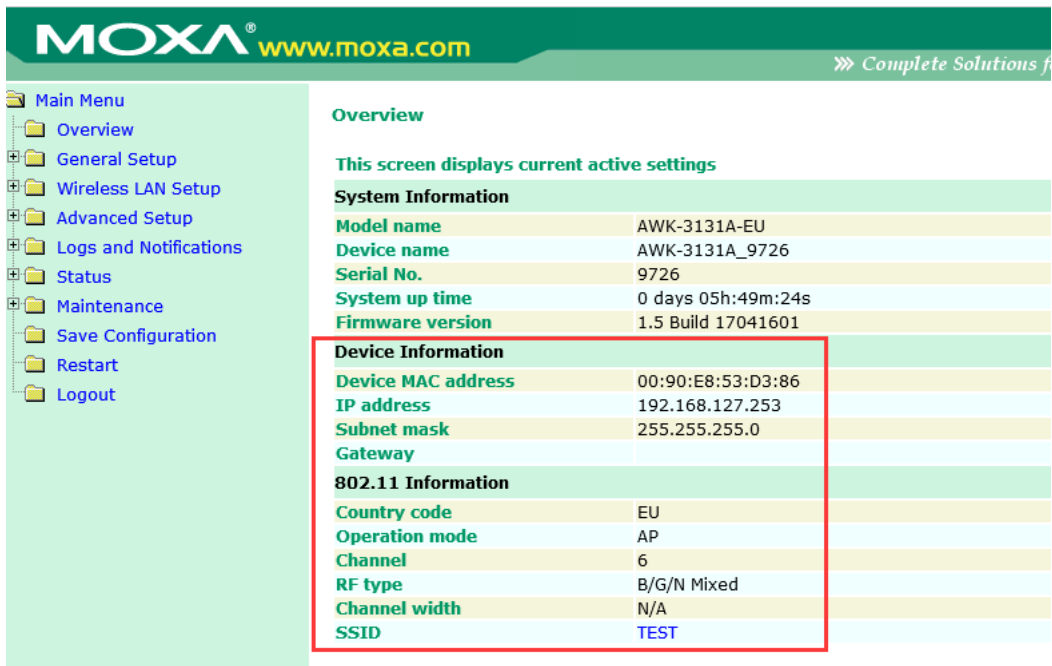 MOXA® www.moxa.com
Complete Solutions
Main Menu
Overview
General Setup
Wireless LAN Setup
Advanced Setup
Logs and Notifications
Status
Maintenance
Save Configuration
Restart
Logout
Overview
This screen displays current active settings
System Information
Model name AWK-3131A-EU
Device name AWK-3131A_9726
Serial No. 9726
System up time 0 days 05h:49m:24s
Firmware version 1.5 Build 17041601
Device Information
Device MAC address 00:90:E8:53:D3:86
IP address 192.168.127.253
Subnet mask 255.255.255.0
Gateway
802.11 Information
Country code EU
Operation mode AP
Channel 6
RF type B/G/N Mixed
Channel width N/A
SSID TEST